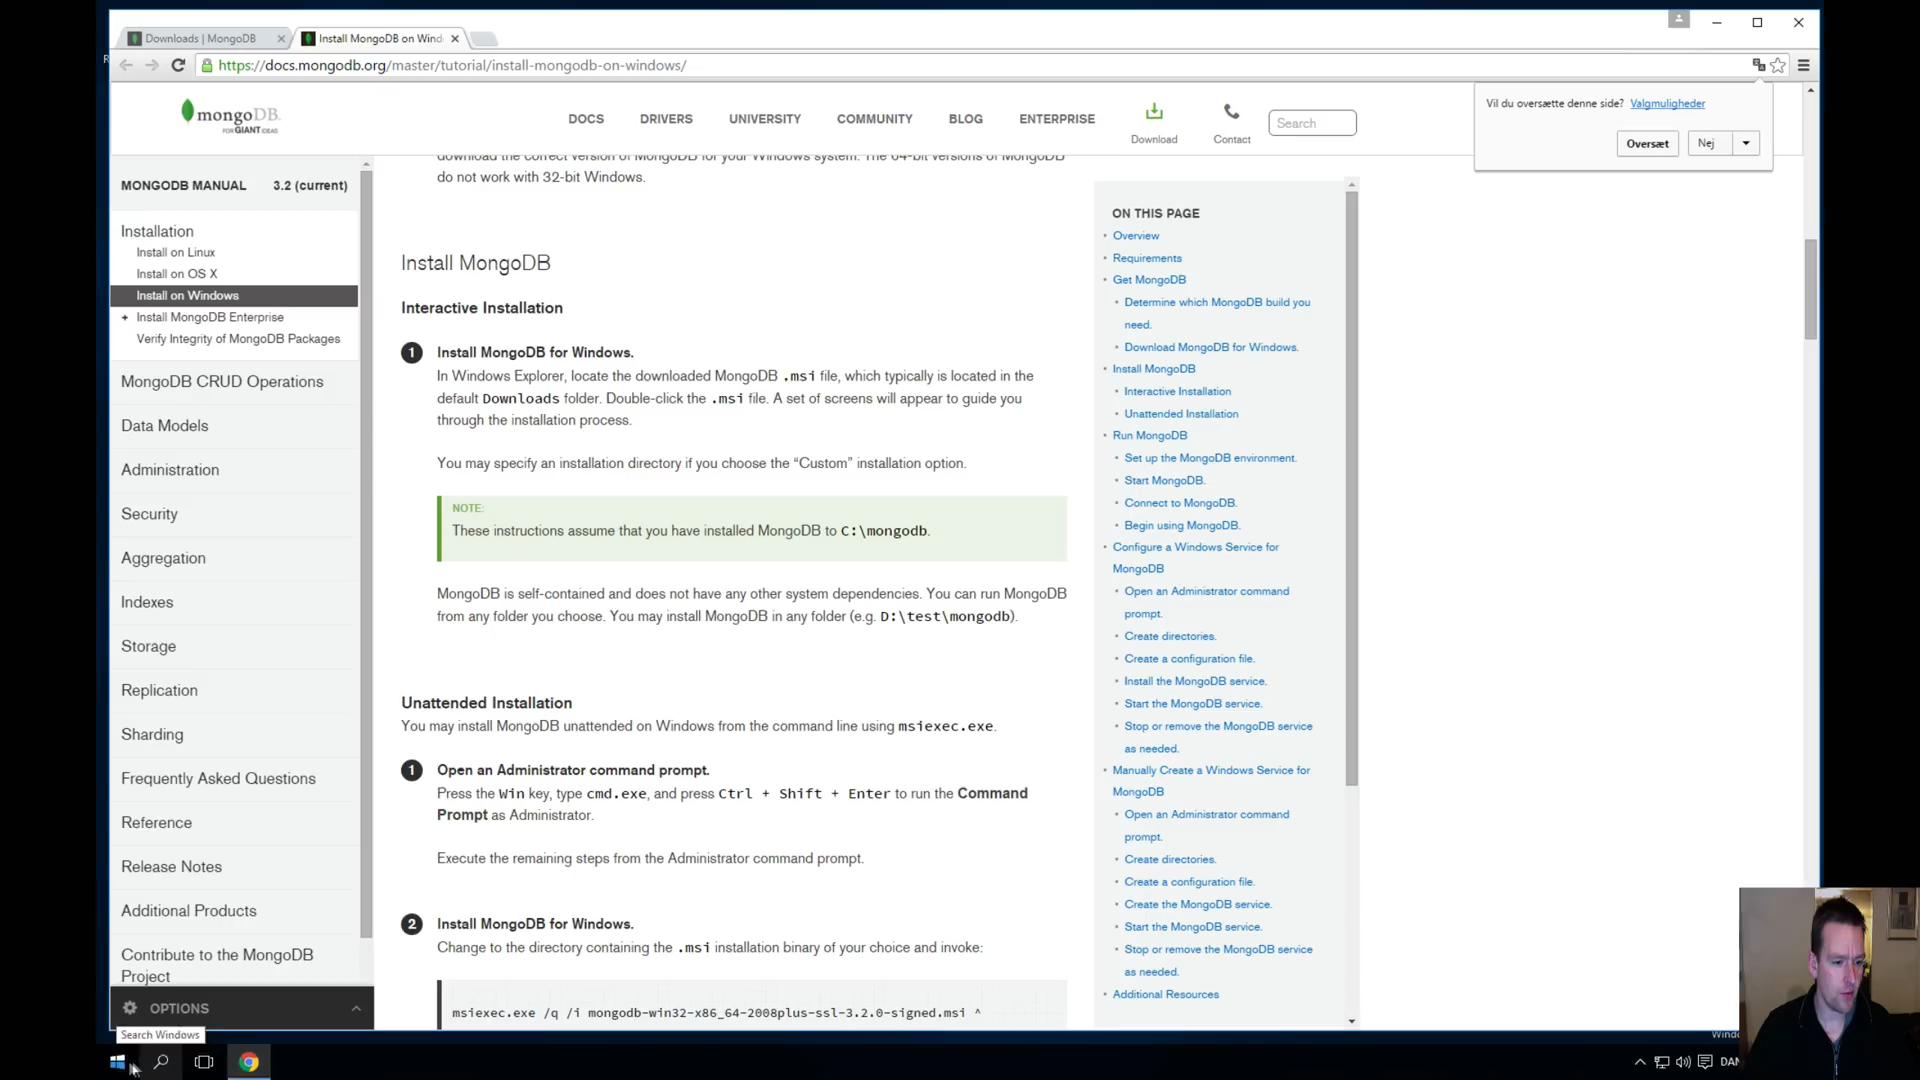 Downloads | MongoDB
Install MongoDB on Wind
https://docs.mongodb.org/master/tutorial/install-mongodb-on-windows/
Vil du oversætte denne side? Valgmuligheder
Oversæt
Nej
mongoDB.
FOR GIANT IDEAS
DOCS
DRIVERS
UNIVERSITY
COMMUNITY
BLOG
ENTERPRISE
Download
Contact
Search
MONGODB MANUAL 3.2 (current)
Installation
Install on Linux
Install on OS X
Install on Windows
+ Install MongoDB Enterprise
Verify Integrity of MongoDB Packages
MongoDB CRUD Operations
Data Models
Administration
Security
Aggregation
Indexes
Storage
Replication
Sharding
Frequently Asked Questions
Reference
Release Notes
Additional Products
Contribute to the MongoDB
Project
OPTIONS
Search Windows
download the correct version of MongoDB for your Windows system. The 64-bit versions of MongoDB
do not work with 32-bit Windows.
Install MongoDB
Interactive Installation
1 Install MongoDB for Windows.
In Windows Explorer, locate the downloaded MongoDB .msi file, which typically is located in the
default Downloads folder. Double-click the .msi file. A set of screens will appear to guide you
through the installation process.
You may specify an installation directory if you choose the “Custom” installation option.
NOTE:
These instructions assume that you have installed MongoDB to C:\mongodb.
MongoDB is self-contained and does not have any other system dependencies. You can run MongoDB
from any folder you choose. You may install MongoDB in any folder (e.g. D:\test\mongodb).
Unattended Installation
You may install MongoDB unattended on Windows from the command line using msiexec.exe.
1 Open an Administrator command prompt.
Press the Win key, type cmd.exe, and press Ctrl + Shift + Enter to run the Command
Prompt as Administrator.
Execute the remaining steps from the Administrator command prompt.
2 Install MongoDB for Windows.
Change to the directory containing the .msi installation binary of your choice and invoke:
msiexec.exe /q /i mongodb-win32-x86_64-2008plus-ssl-3.2.0-signed.msi ^
ON THIS PAGE
Overview
Requirements
Get MongoDB
Determine which MongoDB build you
need.
Download MongoDB for Windows.
Install MongoDB
Interactive Installation
Unattended Installation
Run MongoDB
Set up the MongoDB environment.
Start MongoDB.
Connect to MongoDB.
Begin using MongoDB.
Configure a Windows Service for
MongoDB
Open an Administrator command
prompt.
Create directories.
Create a configuration file.
Install the MongoDB service.
Start the MongoDB service.
Stop or remove the MongoDB service
as needed.
Manually Create a Windows Service for
MongoDB
Open an Administrator command
prompt.
Create directories.
Create a configuration file.
Create the MongoDB service.
Start the MongoDB service.
Stop or remove the MongoDB service
as needed.
Additional Resources
DAN